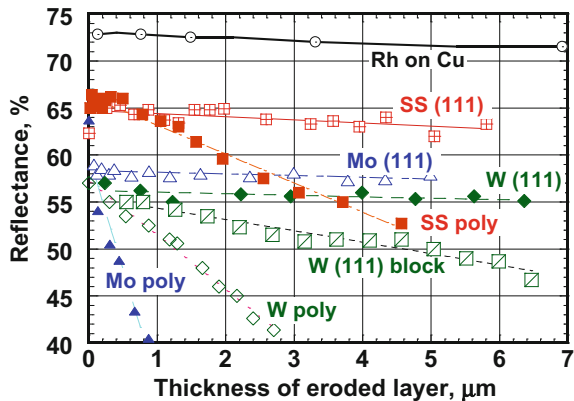 75
70
65
60
55
50
45
40
Reflectance, %
Rh on Cu
SS (111)
Mo (111)
W (111)
SS poly
W (111) block
Mo poly
W poly
0 1 2 3 4 5 6 7
Thickness of eroded layer, μm